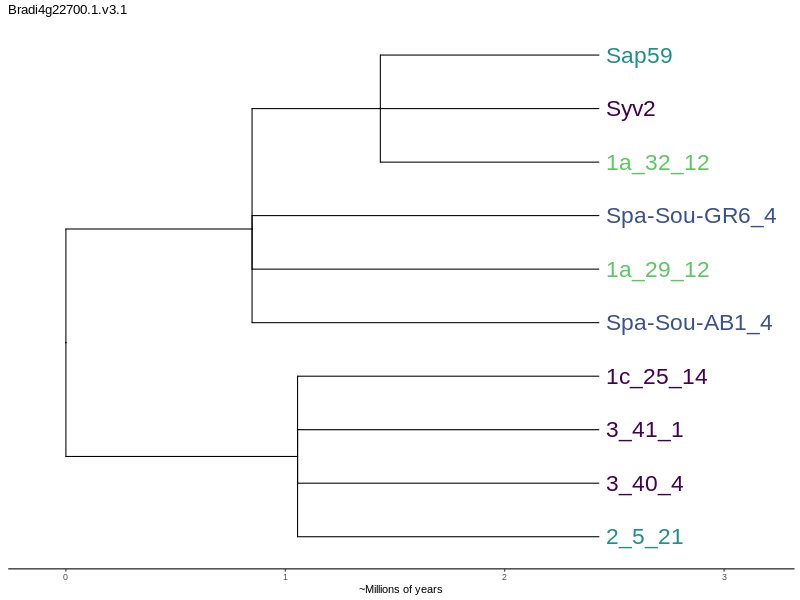 Bradi4g22700.1.v3.1
Sap59
Syv2
1a_32_12
Spa-Sou-GR6_4
1a_29_12
Spa-Sou-AB1_4
1c_25_14
3_41_1
3_40_4
2_5_21
0 1 2 3
~Millions of years